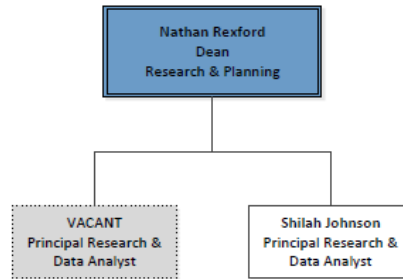 Nathan Rexford
Dean
Research & Planning
VACANT
Principal Research &
Data Analyst
Shilah Johnson
Principal Research &
Data Analyst